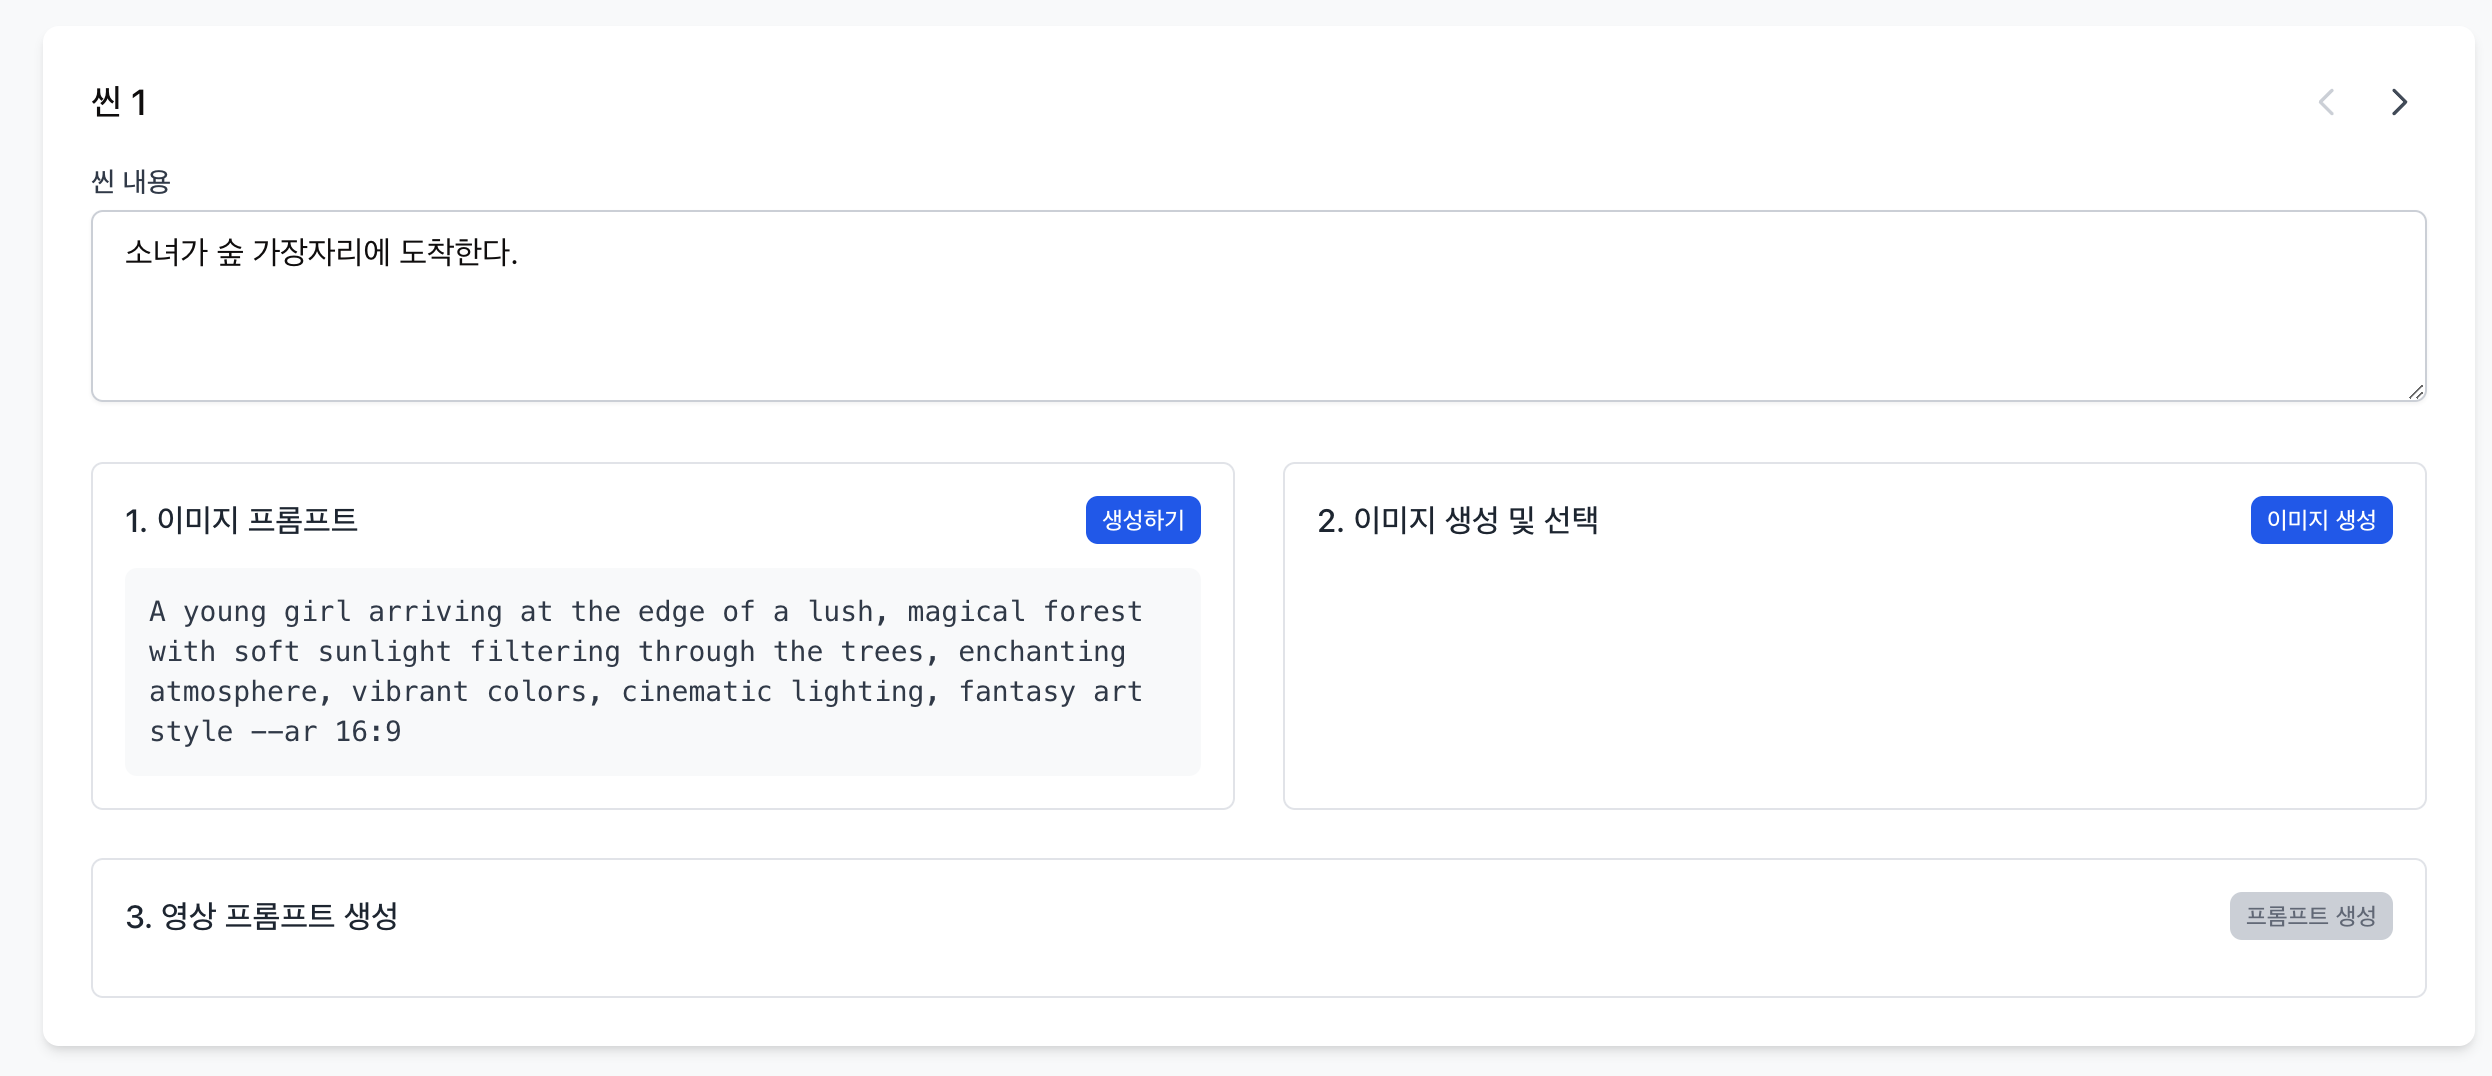 씬 1
씬 내용
소녀가 숲 가장자리에 도착한다.
1. 이미지 프롬프트
생성하기
A young girl arriving at the edge of a lush, magical forest
with soft sunlight filtering through the trees, enchanting
atmosphere, vibrant colors, cinematic lighting, fantasy art
style --ar 16:9
2. 이미지 생성 및 선택
이미지 생성
3. 영상 프롬프트 생성
프롬프트 생성